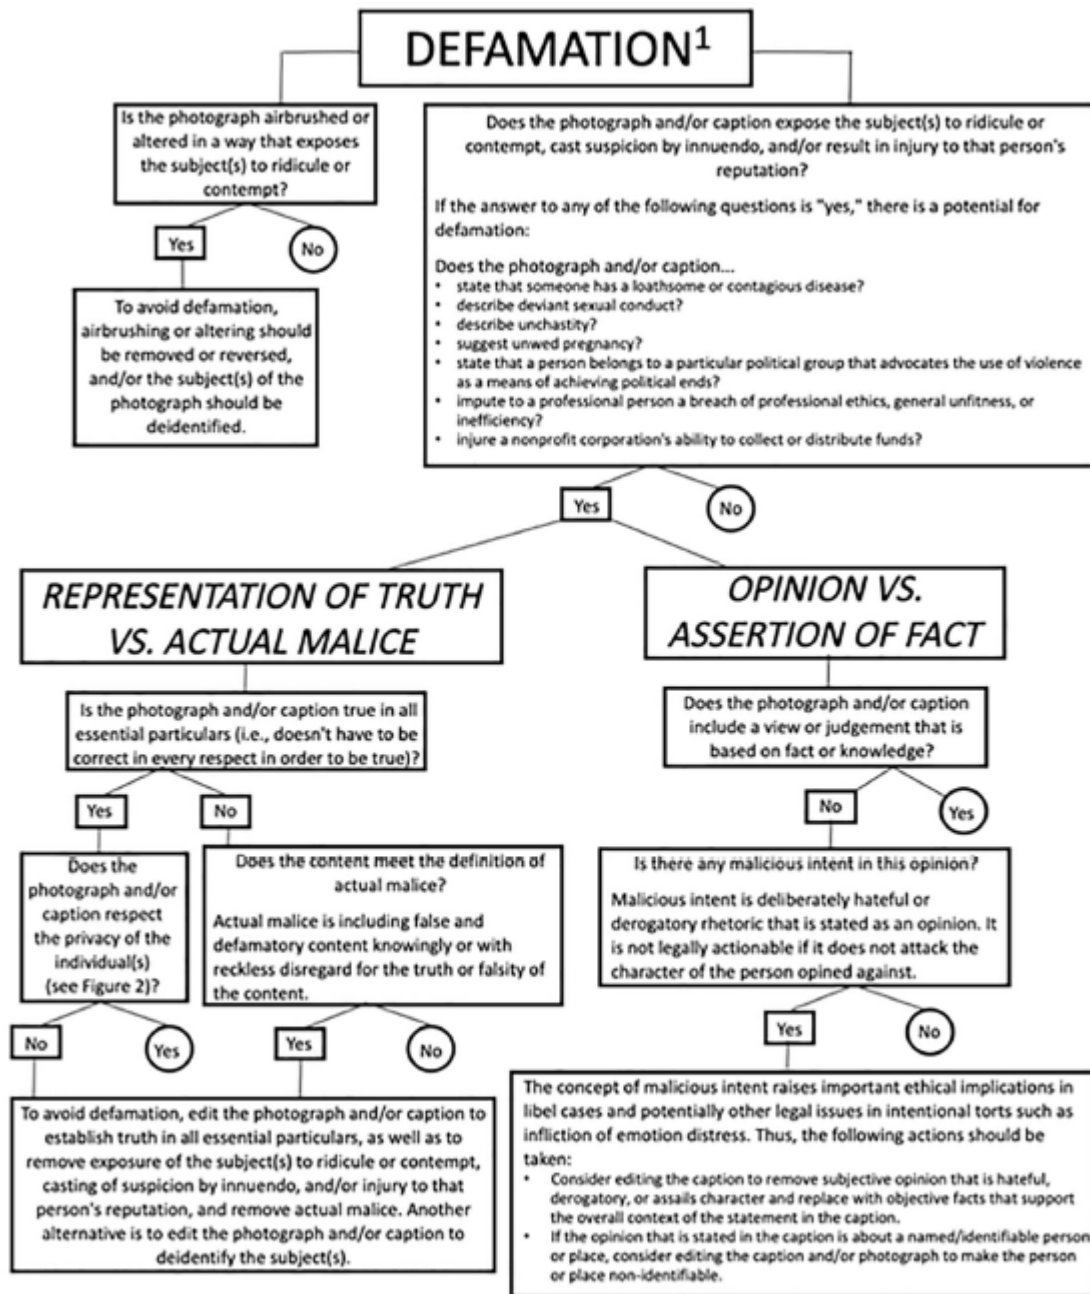 DEFAMATION¹
Is the photograph airbrushed or
altered in a way that exposes
the subject(s) to ridicule or
contempt?
Yes
No
To avoid defamation,
airbrushing or altering should
be removed or reversed,
and/or the subject(s) of the
photograph should be
deidentified.
Does the photograph and/or caption expose the subject(s) to ridicule or
contempt, cast suspicion by innuendo, and/or result in injury to that person's
reputation?
If the answer to any of the following questions is "yes," there is a potential for
defamation:
Does the photograph and/or caption...
• state that someone has a loathsome or contagious disease?
• describe deviant sexual conduct?
• describe unchastity?
• suggest unwed pregnancy?
• state that a person belongs to a particular political group that advocates the use of violence
as a means of achieving political ends?
• impute to a professional person a breach of professional ethics, general unfitness, or
inefficiency?
• injure a nonprofit corporation's ability to collect or distribute funds?
Yes
No
REPRESENTATION OF TRUTH
VS. ACTUAL MALICE
Is the photograph and/or caption true in all
essential particulars (i.e., doesn't have to be
correct in every respect in order to be true)?
Yes
No
Does the
photograph and/or
caption respect
the privacy of the
individual(s)
(see Figure 2)?
No
Yes
Does the content meet the definition of
actual malice?
Actual malice is including false and
defamatory content knowingly or with
reckless disregard for the truth or falsity of
the content.
Yes
No
To avoid defamation, edit the photograph and/or caption to
establish truth in all essential particulars, as well as to
remove exposure of the subject(s) to ridicule or contempt,
casting of suspicion by innuendo, and/or injury to that
person's reputation, and remove actual malice. Another
alternative is to edit the photograph and/or caption to
deidentify the subject(s).
OPINION VS.
ASSERTION OF FACT
Does the photograph and/or caption
include a view or judgement that is
based on fact or knowledge?
No
Yes
Is there any malicious intent in this opinion?
Malicious intent is deliberately hateful or
derogatory rhetoric that is stated as an opinion. It
is not legally actionable if it does not attack the
character of the person opined against.
Yes
No
The concept of malicious intent raises important ethical implications in
libel cases and potentially other legal issues in intentional torts such as
infliction of emotion distress. Thus, the following actions should be
taken:
• Consider editing the caption to remove subjective opinion that is hateful,
derogatory, or assails character and replace with objective facts that support
the overall context of the statement in the caption.
• If the opinion that is stated in the caption is about a named/identifiable person
or place, consider editing the caption and/or photograph to make the person
or place non-identifiable.